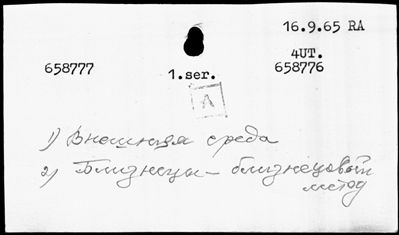 16.9.65 RA
4UT.
658777 1.ser. 658776
A
1) Внешняя среда
2) Близнецы – близнецовый
метод